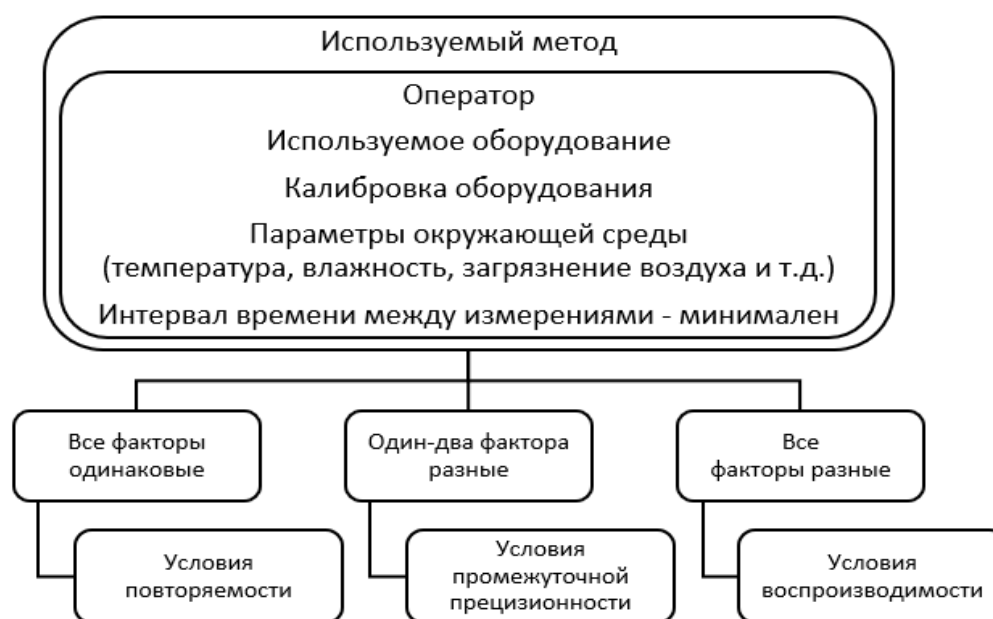 Используемый метод
Оператор
Используемое оборудование
Калибровка оборудования
Параметры окружающей среды
(температура, влажность, загрязнение воздуха и т.д.)
Интервал времени между измерениями - минимален
Все факторы
одинаковые
Один-два фактора
разные
Все
факторы разные
Условия
повторяемости
Условия
промежуточной
прецизионности
Условия
воспроизводимости